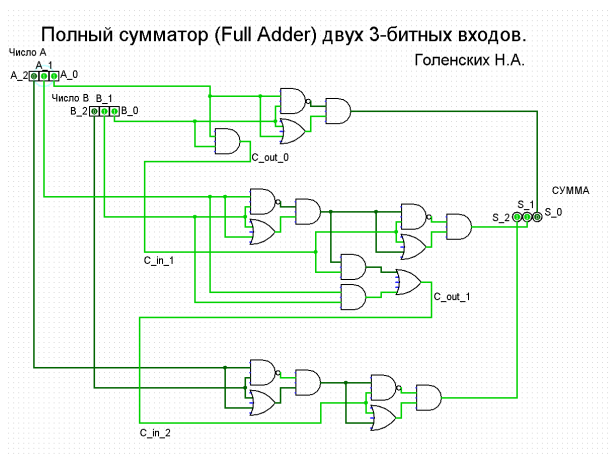 Полный сумматор (Full Adder) двух 3-битных входов.
Голенских Н.А.
Число A
A_1
A_2
A_0
Число B
B_1
B_2
B_0
C_out_0
СУММА
S_1
S_2
S_0
C_in_1
C_out_1
C_in_2